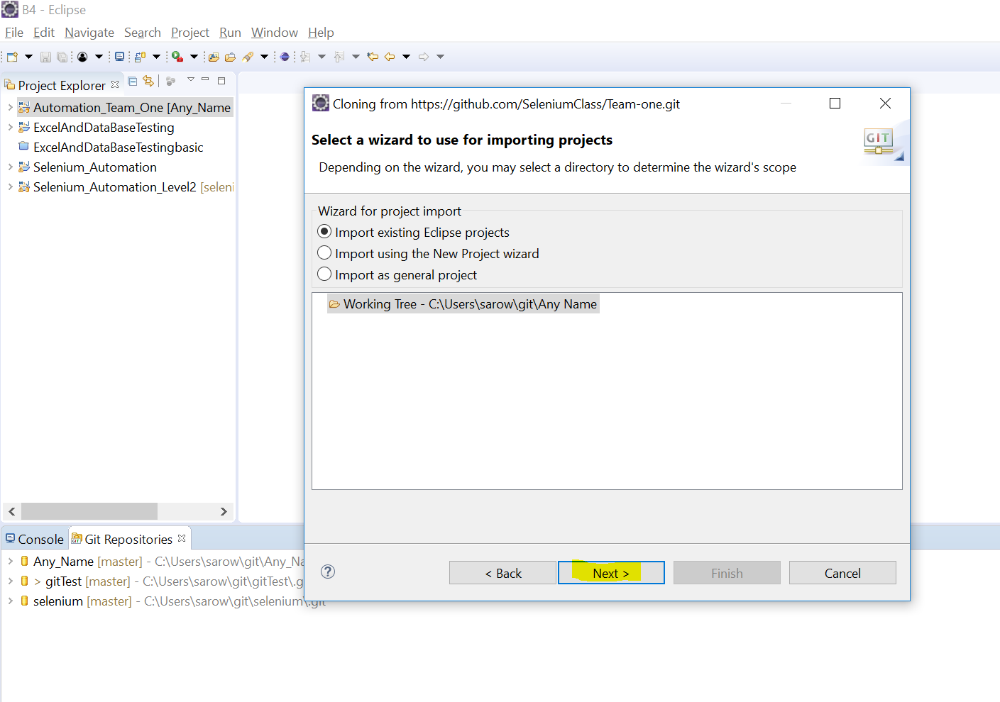 B4 - Eclipse
File Edit Navigate Search Project Run Window Help
Project Explorer
Automation_Team_One [Any_Name
ExcelAndDataBaseTesting
ExcelAndDataBaseTestingbasic
Selenium_Automation
Selenium_Automation_Level2 [seleni
Cloning from https://github.com/SeleniumClass/Team-one.git
Select a wizard to use for importing projects
GIT
Depending on the wizard, you may select a directory to determine the wizard's scope
Wizard for project import
Import existing Eclipse projects
Import using the New Project wizard
Import as general project
Working Tree - C:\Users\sarow\git\Any Name
< Back Next > Finish Cancel
Console Git Repositories
Any_Name [master] - C:\Users\sarow\git\Any_Na
> gitTest [master] - C:\Users\sarow\git\gitTest\.g
selenium [master] - C:\Users\sarow\git\selenium\.git